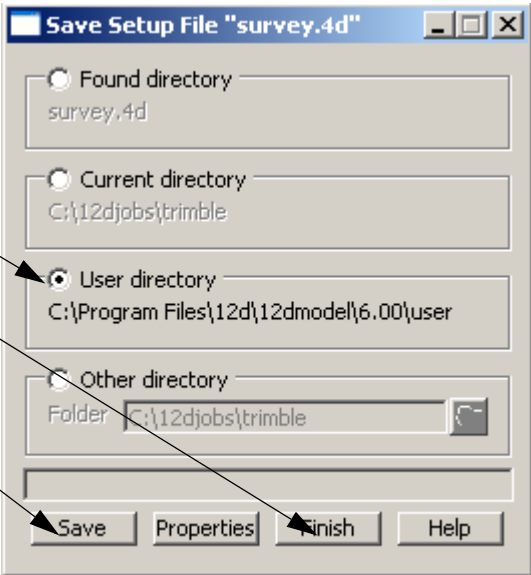 Save Setup File "survey.4d"
Found directory
survey.4d
Current directory
C:\12djobs\trimble
User directory
C:\Program Files\12d\12dmodel\6.00\user
Other directory
Folder C:\12djobs\trimble
Save Properties Finish Help